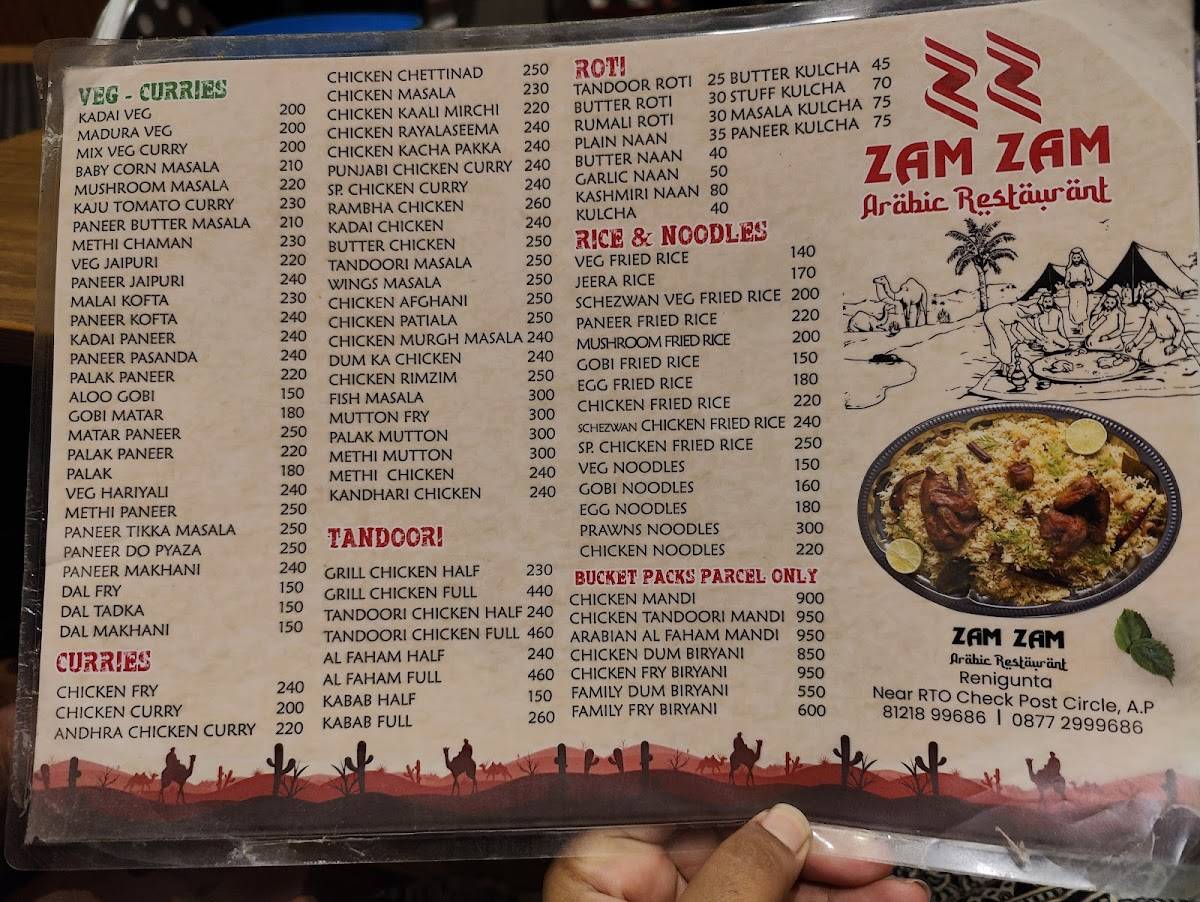 VEG - CURRIES
KADAI VEG 200
MADURA VEG 200
MIX VEG CURRY 200
BABY CORN MASALA 210
MUSHROOM MASALA 220
KAJU TOMATO CURRY 230
PANEER BUTTER MASALA 210
METHI CHAMAN 230
VEG JAIPURI 220
PANEER JAIPURI 240
MALAI KOFTA 230
PANEER KOFTA 240
KADAI PANEER 240
PANEER PASANDA 240
PALAK PANEER 220
ALOO GOBI 150
GOBI MATAR 180
MATAR PANEER 250
PALAK PANEER 220
PALAK 180
VEG HARIYALI 240
METHI PANEER 250
PANEER TIKKA MASALA 250
PANEER DO PYAZA 250
PANEER MAKHANI 240
DAL FRY 150
DAL TADKA 150
DAL MAKHANI 150
CURRIES
CHICKEN FRY 240
CHICKEN CURRY 200
ANDHRA CHICKEN CURRY 220
CHICKEN CHETTINAD 250
CHICKEN MASALA 230
CHICKEN KAALI MIRCHI 220
CHICKEN RAYALASEEMA 240
CHICKEN KACHA PAKKA 240
PUNJABI CHICKEN CURRY 240
SP. CHICKEN CURRY 240
RAMBHA CHICKEN 260
KADAI CHICKEN 240
BUTTER CHICKEN 250
TANDOORI MASALA 250
WINGS MASALA 250
CHICKEN AFGHANI 250
CHICKEN PATIALA 250
CHICKEN MURGH MASALA 240
DUM KA CHICKEN 240
CHICKEN RIMZIM 250
FISH MASALA 300
MUTTON FRY 300
PALAK MUTTON 300
METHI MUTTON 300
METHI CHICKEN 240
KANDHARI CHICKEN 240
TANDOORI
GRILL CHICKEN HALF 230
GRILL CHICKEN FULL 440
TANDOORI CHICKEN HALF 240
TANDOORI CHICKEN FULL 460
AL FAHAM HALF 240
AL FAHAM FULL 460
KABAB HALF 150
KABAB FULL 260
ROTI
TANDOOR ROTI 25 BUTTER KULCHA 45
BUTTER ROTI 30 STUFF KULCHA 70
RUMALI ROTI 30 MASALA KULCHA 75
PLAIN NAAN 35 PANEER KULCHA 75
BUTTER NAAN 40
GARLIC NAAN 50
KASHMIRI NAAN 80
KULCHA 40
RICE & NOODLES
VEG FRIED RICE 140
JEERA RICE 170
SCHEZWAN VEG FRIED RICE 200
PANEER FRIED RICE 220
MUSHROOM FRIED RICE 200
GOBI FRIED RICE 150
EGG FRIED RICE 180
CHICKEN FRIED RICE 220
SCHEZWAN CHICKEN FRIED RICE 240
SP. CHICKEN FRIED RICE 250
VEG NOODLES 150
GOBI NOODLES 160
EGG NOODLES 180
PRAWNS NOODLES 300
CHICKEN NOODLES 220
BUCKET PACKS PARCEL ONLY
CHICKEN MANDI 900
CHICKEN TANDOORI MANDI 950
ARABIAN AL FAHAM MANDI 950
CHICKEN DUM BIRYANI 850
CHICKEN FRY BIRYANI 950
FAMILY DUM BIRYANI 550
FAMILY FRY BIRYANI 600
ZZ
ZAM ZAM
Aräbic Restäuränt
ZAM ZAM
Aräbic Restäuränt
Renigunta
Near RTO Check Post Circle, A.P
81218 99686 | 0877 2999686